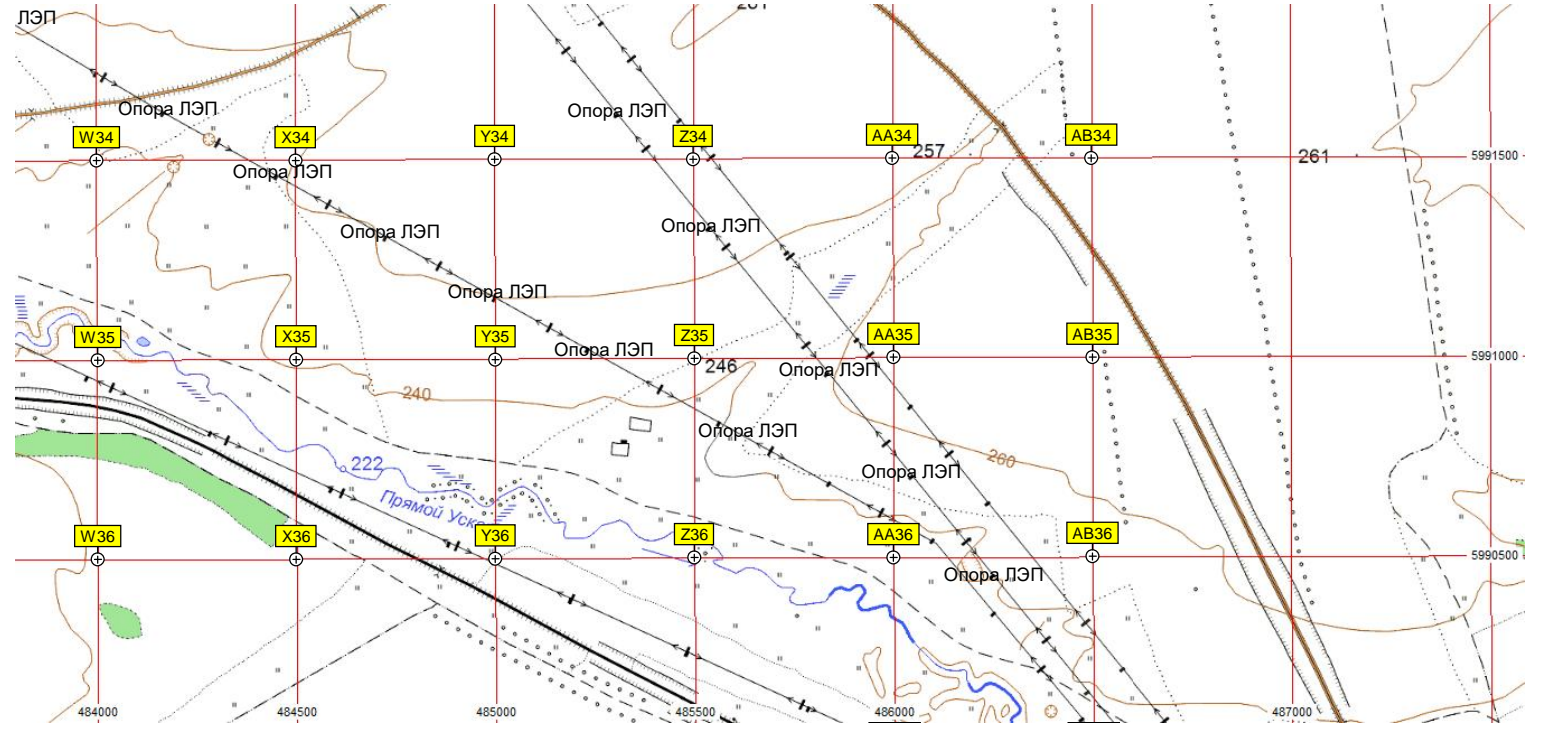 ЛЭП
Опора ЛЭП
Опора ЛЭП
W34
X34
Y34
Z34
AA34
257
AB34
261
5991500
Опора ЛЭП
Опора ЛЭП
Опора ЛЭП
Опора ЛЭП
W35
X35
Y35
Опора ЛЭП
Z35
AA35
AB35
5991000
246
Опора ЛЭП
240
Опора ЛЭП
260
222
Опора ЛЭП
Прямой
W36
X36
Y36
Z36
AA36
AB36
5990500
Опора ЛЭП
484000
484500
485000
485500
486000
487000